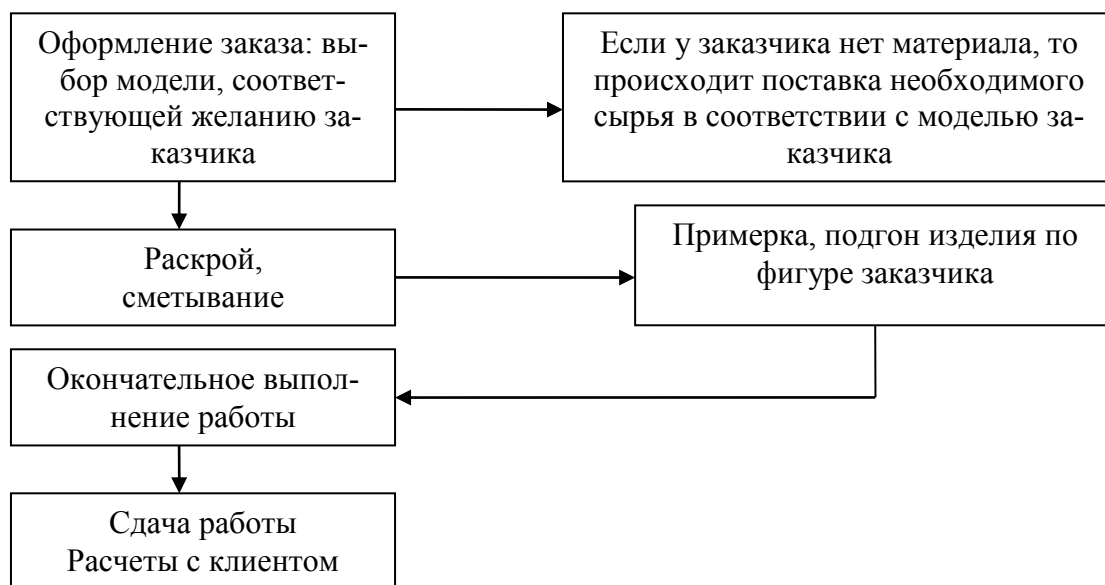 Оформление заказа: вы-
бор модели, соответ-
ствующей желанию за-
казчика
Если у заказчика нет материала, то
происходит поставка необходимого
сырья в соответствии с моделью за-
казчика
Раскрой,
сметывание
Примерка, подгон изделия по
фигуре заказчика
Окончательное выпол-
нение работы
Сдача работы
Расчеты с клиентом